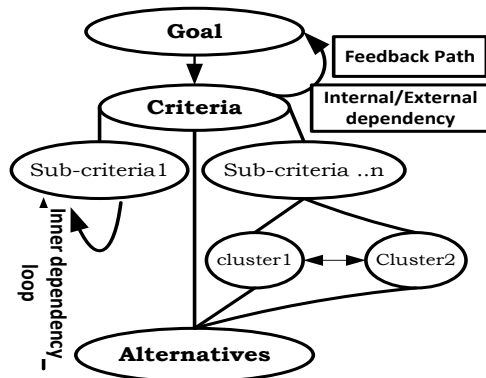 Goal
Feedback Path
Criteria
Internal/External
dependency
Sub-criteria1
Sub-criteria ..n
Inner dependency
loop
cluster1
Cluster2
Alternatives